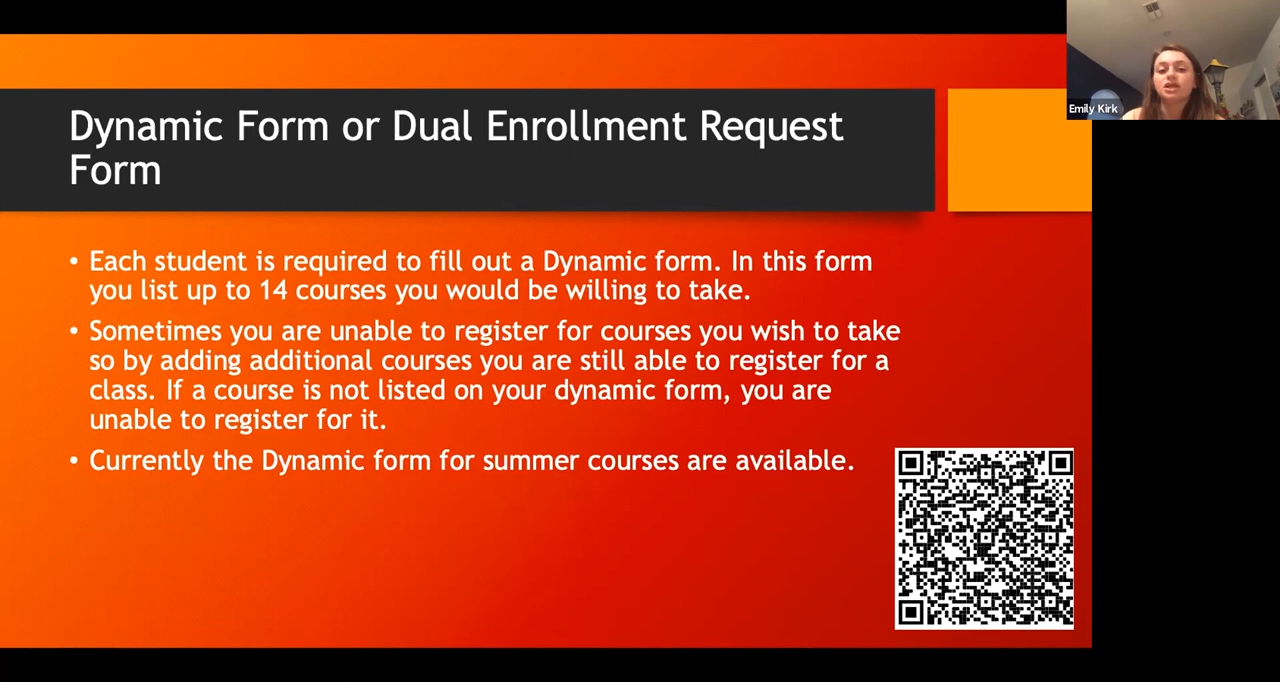 Dynamic Form or Dual Enrollment Request
Form
• Each student is required to fill out a Dynamic form. In this form
you list up to 14 courses you would be willing to take.
• Sometimes you are unable to register for courses you wish to take
so by adding additional courses you are still able to register for a
class. If a course is not listed on your dynamic form, you are
unable to register for it.
• Currently the Dynamic form for summer courses are available.
Emily Kirk